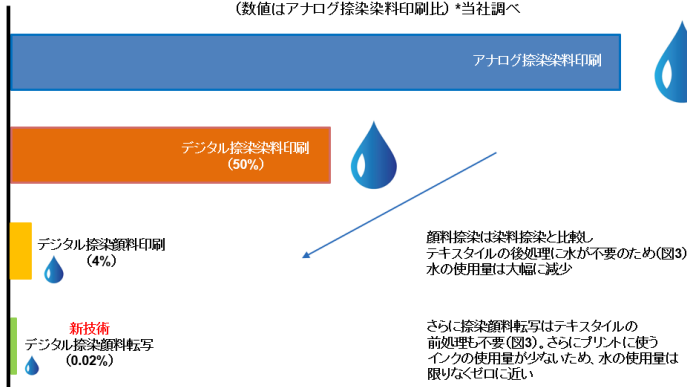 (数値はアナログ捺染染料印刷比) *当社調べ
アナログ捺染染料印刷
デジタル捺染染料印刷
(50%)
デジタル捺染顔料印刷
(4%)
顔料捺染は染料捺染と比較し
テキスタイルの後処理に水が不要のため(図3)
水の使用量は大幅に減少
新技術
デジタル捺染顔料転写
(0.02%)
さらに捺染顔料転写はテキスタイルの
前処理も不要(図3)。さらにプリントに使う
インクの使用量が少ないため、水の使用量は
限りなくゼロに近い